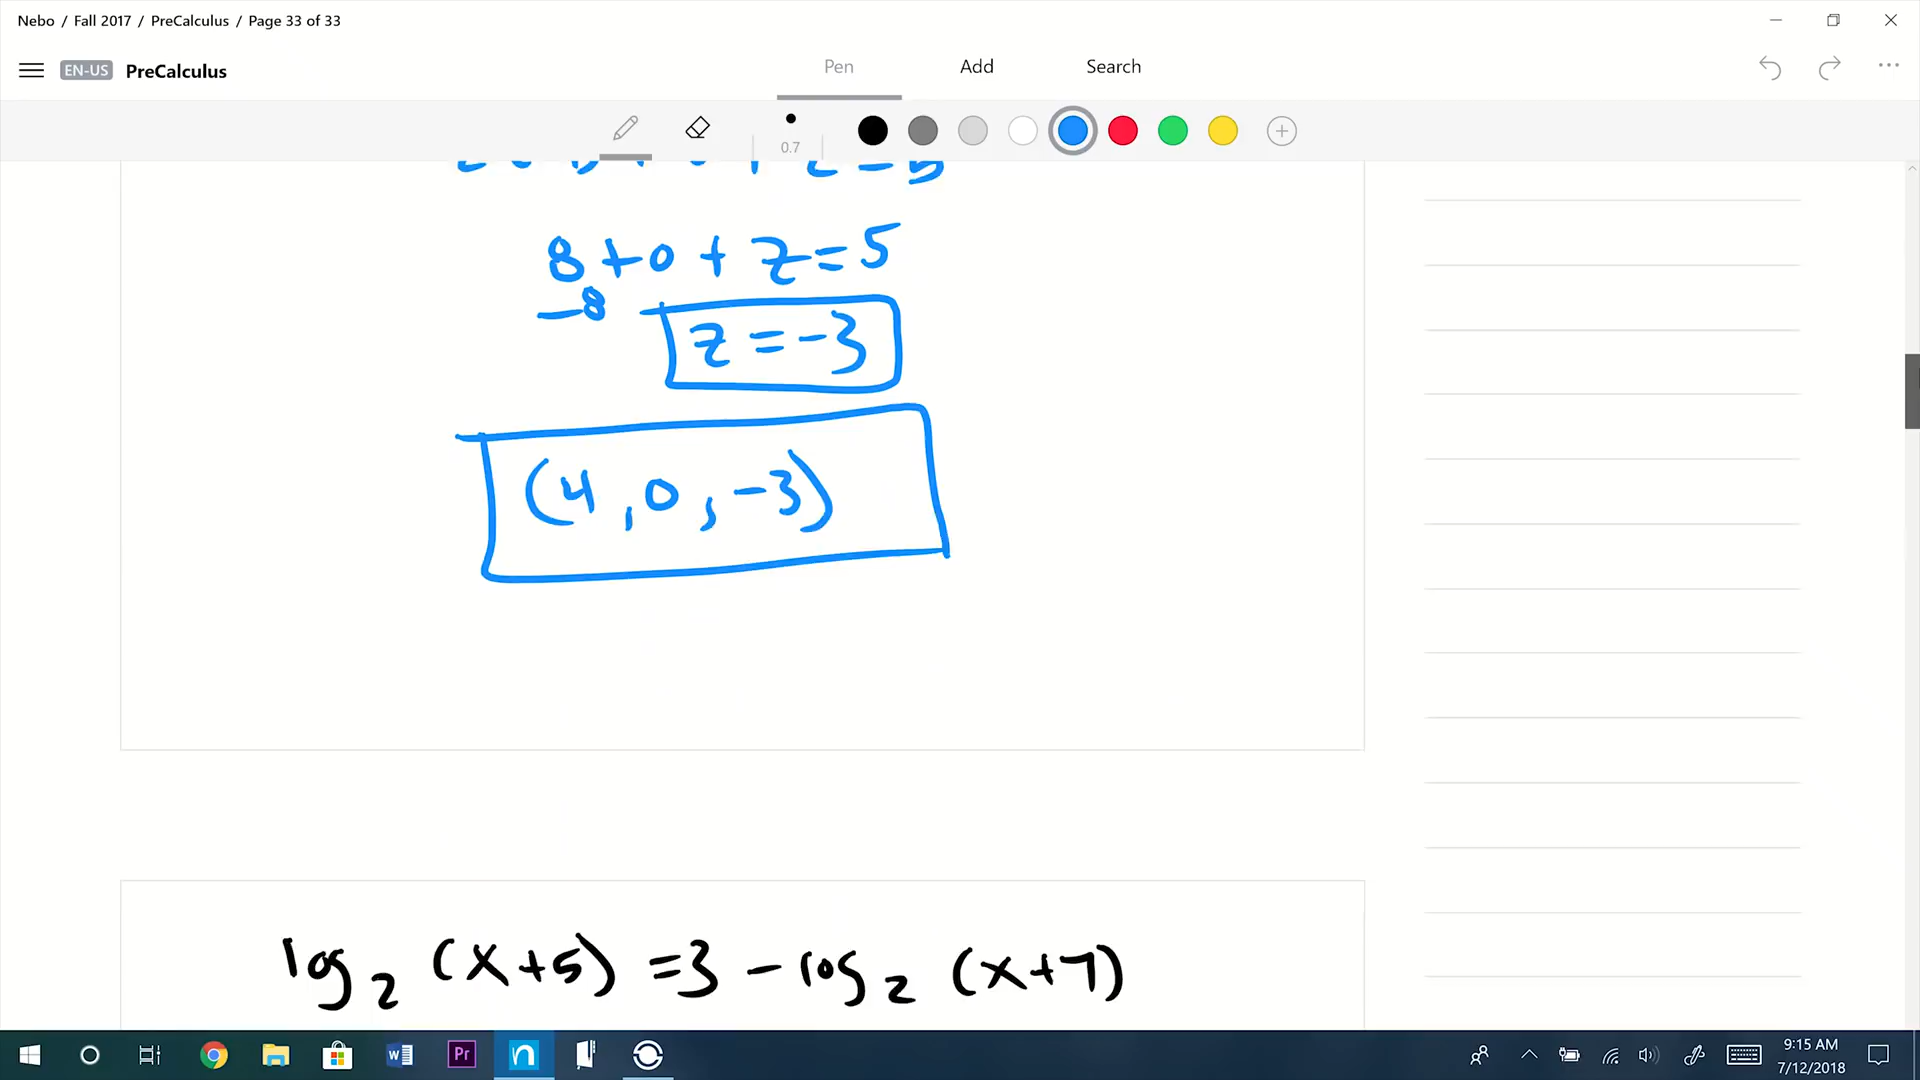 Nebo / Fall 2017 / PreCalculus / Page 33 of 33
EN-US PreCalculus
Pen Add Search
0.7
8 + 0 + z = 5
-8
z = -3
(4, 0, -3)
log₂ (x+5) = 3 - log₂ (x+7)
W Pr n
9:15 AM
7/12/2018